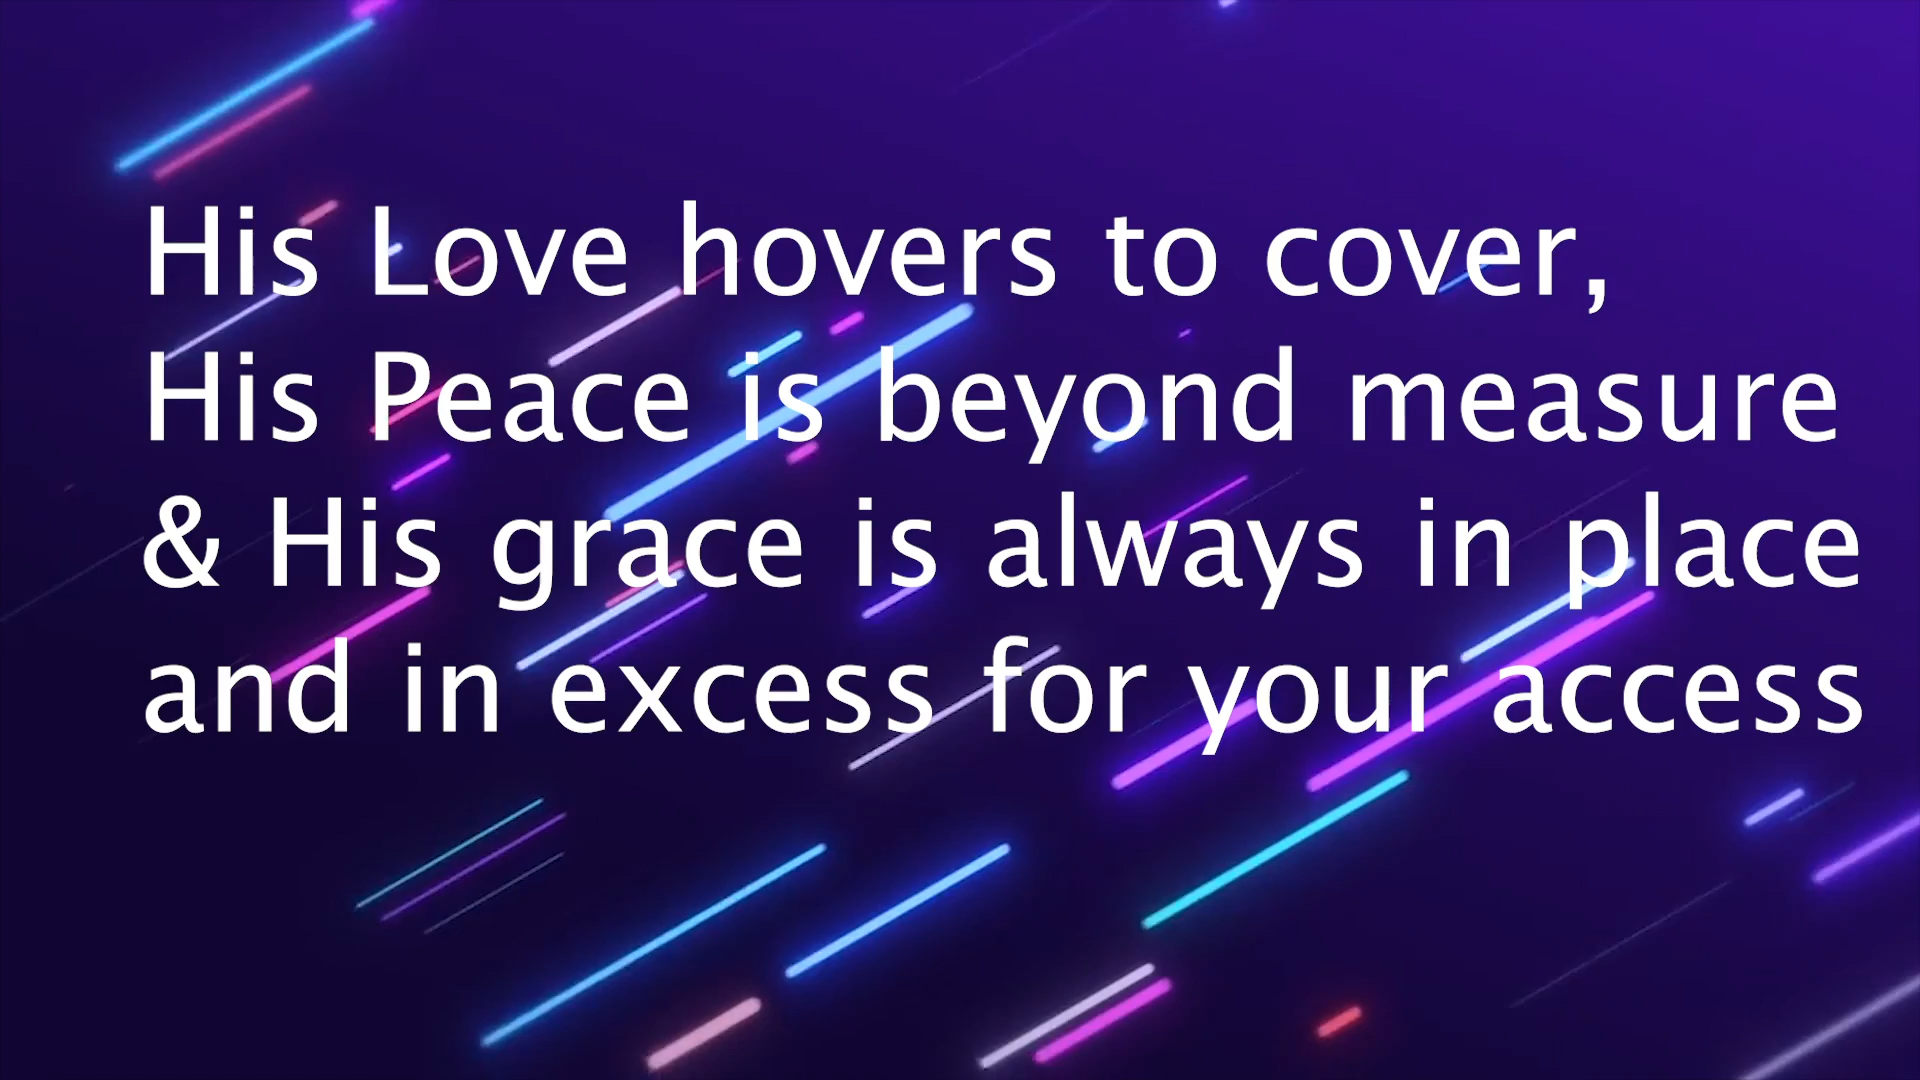 His Love hovers to cover,
His Peace is beyond measure
& His grace is always in place
and in excess for your access